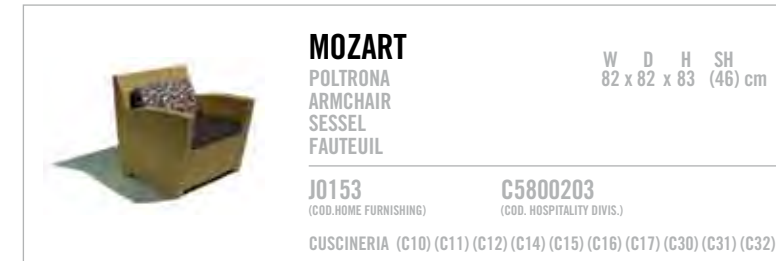 MOZART
POLTRONA
ARMCHAIR
SESSEL
FAUTEUIL
W D H SH
82 x 82 x 83 (46) cm
J0153
(COD.HOME FURNISHING)
C5800203
(COD. HOSPITALITY DIVIS.)
CUSCINERIA (C10) (C11) (C12) (C14) (C15) (C16) (C17) (C30) (C31) (C32)